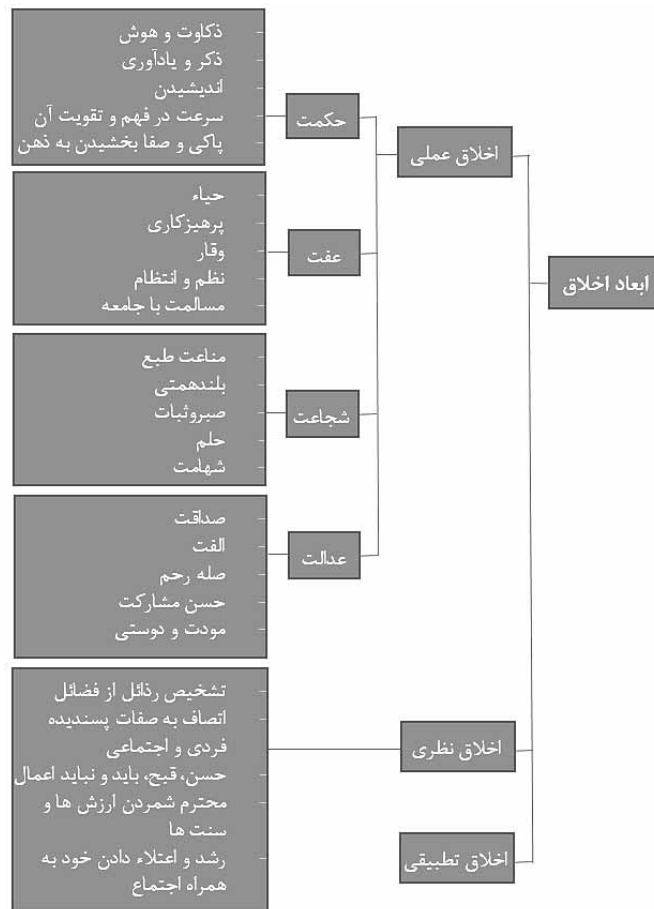 ابعاد اخلاق
اخلاق عملی
حکمت
ذکاوت و هوش
ذکر و یادآوری
اندیشیدن
سرعت در فهم و تقویت آن
پاکی و صفا بخشیدن به ذهن
عفت
حیاء
پرهیزکاری
وقار
نظم و انتظام
مسالمت با جامعه
شجاعت
مناعت طبع
بلندهمتی
صبروثبات
حلم
شهامت
عدالت
صداقت
الفت
صله رحم
حسن مشارکت
مودت و دوستی
اخلاق نظری
تشخیص رذائل از فضائل
اتصاف به صفات پسندیده
فردی و اجتماعی
حسن، قبح، باید و نباید اعمال
محترم شمردن ارزش ها و
سنت ها
رشد و اعتلاء دادن خود به
همراه اجتماع
اخلاق تطبیقی